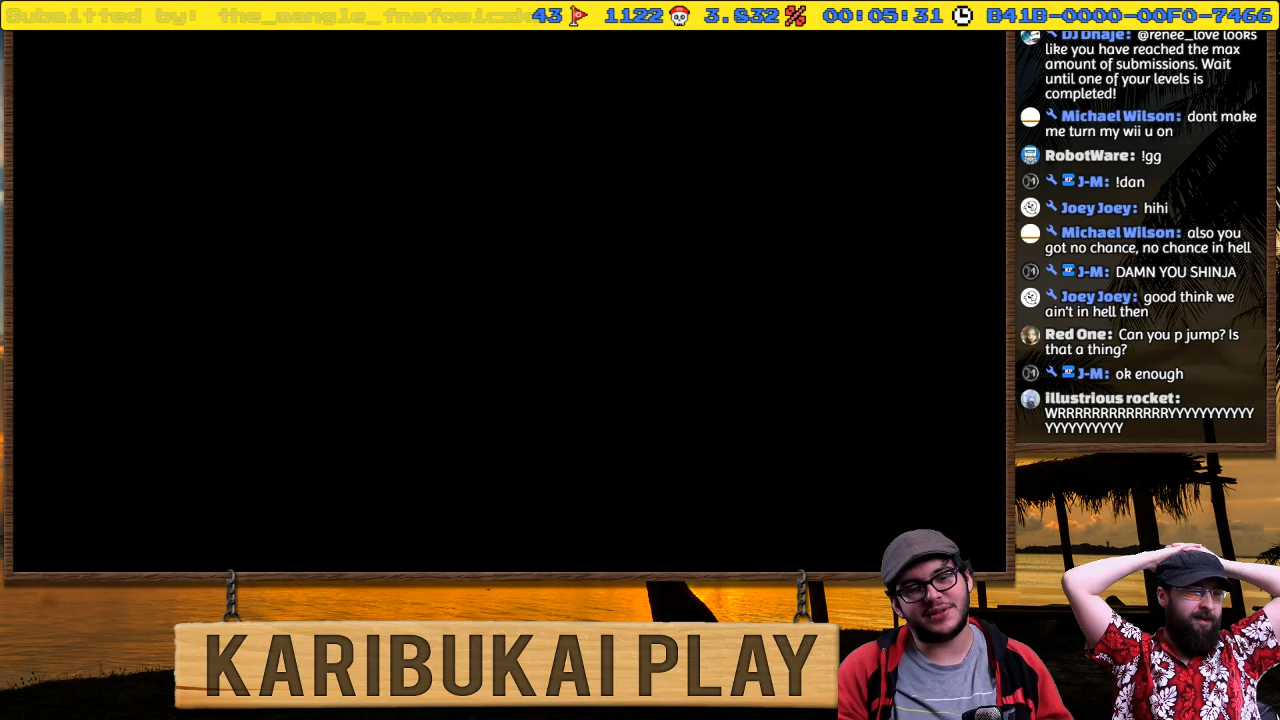 Submitted by: the_mangle_fnafowiczka 43 1122 3.832 00:05:31 B41B-0000-00F0-7466
DJ Dhaje: @renee_love looks
like you have reached the max
amount of submissions. Wait
until one of your levels is
completed!
Michael Wilson: dont make
me turn my wii u on
RobotWare: !gg
J-M: !dan
Joey Joey: hihi
Michael Wilson: also you
got no chance, no chance in hell
J-M: DAMN YOU SHINJA
Joey Joey: good think we
ain't in hell then
Red One: Can you p jump? Is
that a thing?
J-M: ok enough
illustrious rocket:
WRRRRRRRRRRRRRYYYYYYYYYYY
YYYYYYYYYY
KARIBUKAI PLAY